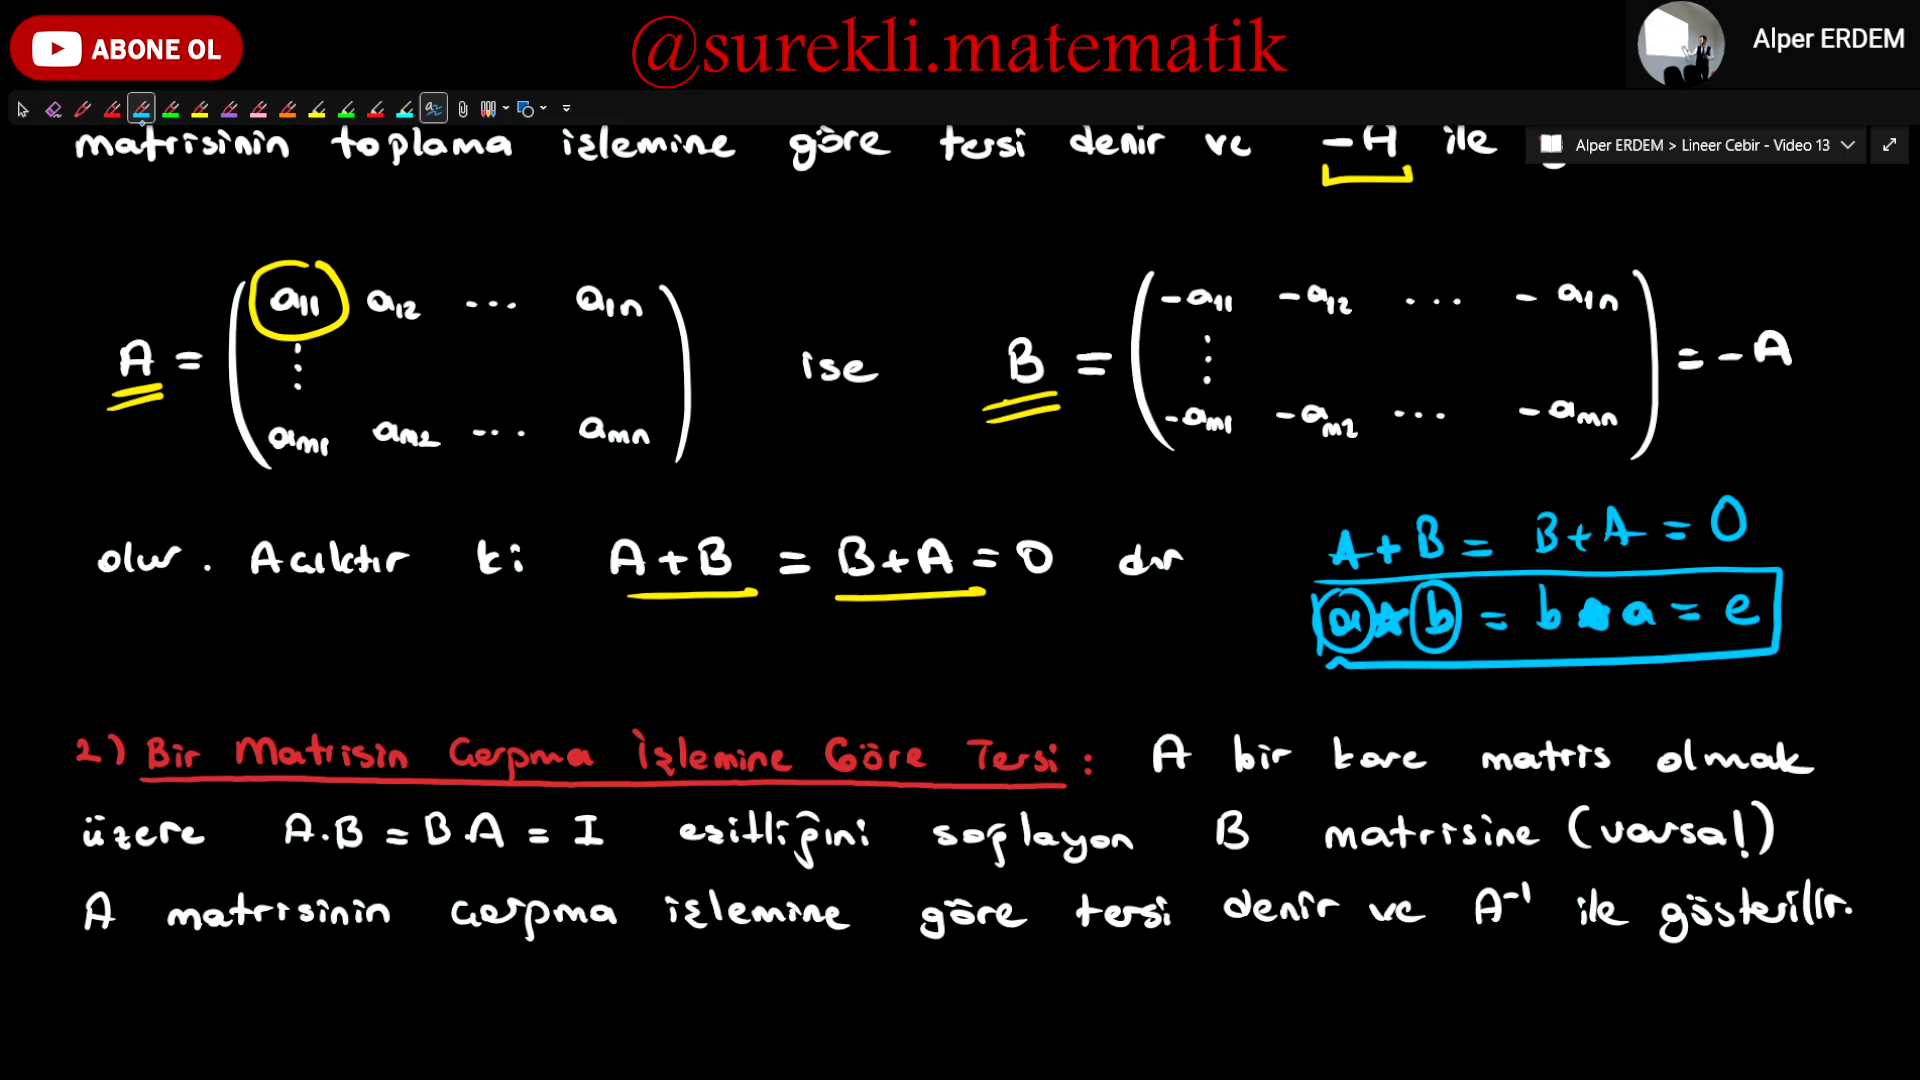 ABONE OL
@surekli.matematik
Alper ERDEM
Alper ERDEM > Lineer Cebir - Video 13
matrisinin toplama işlemine göre tersi denir ve -A ile
A = ( a11 a12 ... a1n ⋮ am1 am2 ... amn ) ise B = ( -a11 -a12 ... -a1n ⋮ -am1 -am2 ... -amn ) = -A
olur. Açıktır ki A+B = B+A = 0 dır
A+B = B+A = 0
a★b = b★a = e
2) Bir Matrisin Çarpma İşlemine Göre Tersi : A bir kare matris olmak
üzere A.B = B.A = I eşitliğini sağlayan B matrisine (varsa!)
A matrisinin çarpma işlemine göre tersi denir ve A⁻¹ ile gösterilir.